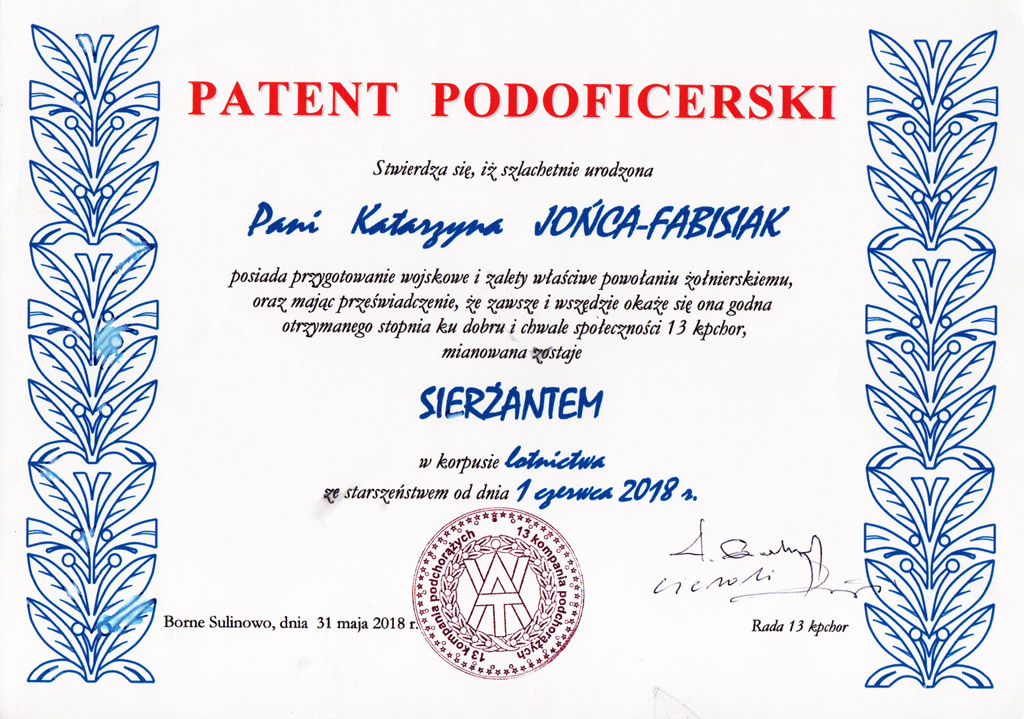 PATENT PODOFICERSKI
Stwierdza się, iż szlachetnie urodzona
Pani Katarzyna JOŃCA-FABISIAK
posiada przygotowanie wojskowe i zalety właściwe powołaniu żołnierskiemu,
oraz mając przeświadczenie, że zawsze i wszędzie okaże się ona godna
otrzymanego stopnia ku dobru i chwale społeczności 13 kpchor,
mianowana zostaje
SIERŻANTEM
w korpusie lotnictwa
ze starszeństwem od dnia 1 czerwca 2018 r.
13 kompania podchorążych
13 kompania podchorążych
Borne Sulinowo, dnia 31 maja 2018 r.
Rada 13 kpchor